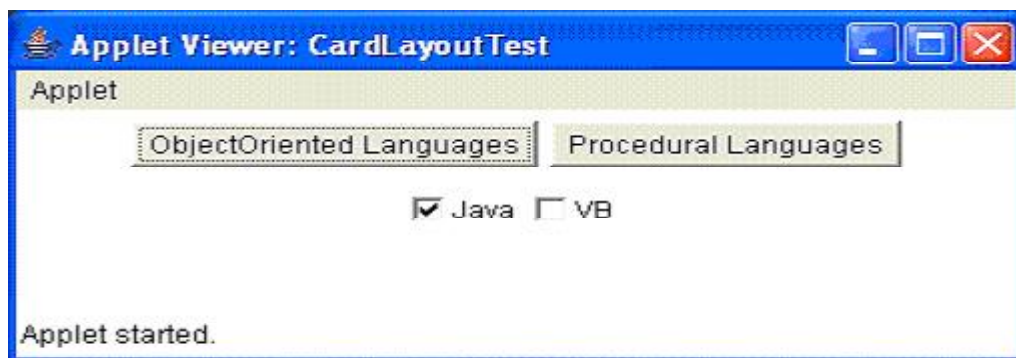 Applet Viewer: CardLayoutTest
Applet
ObjectOriented Languages Procedural Languages
Java VB
Applet started.